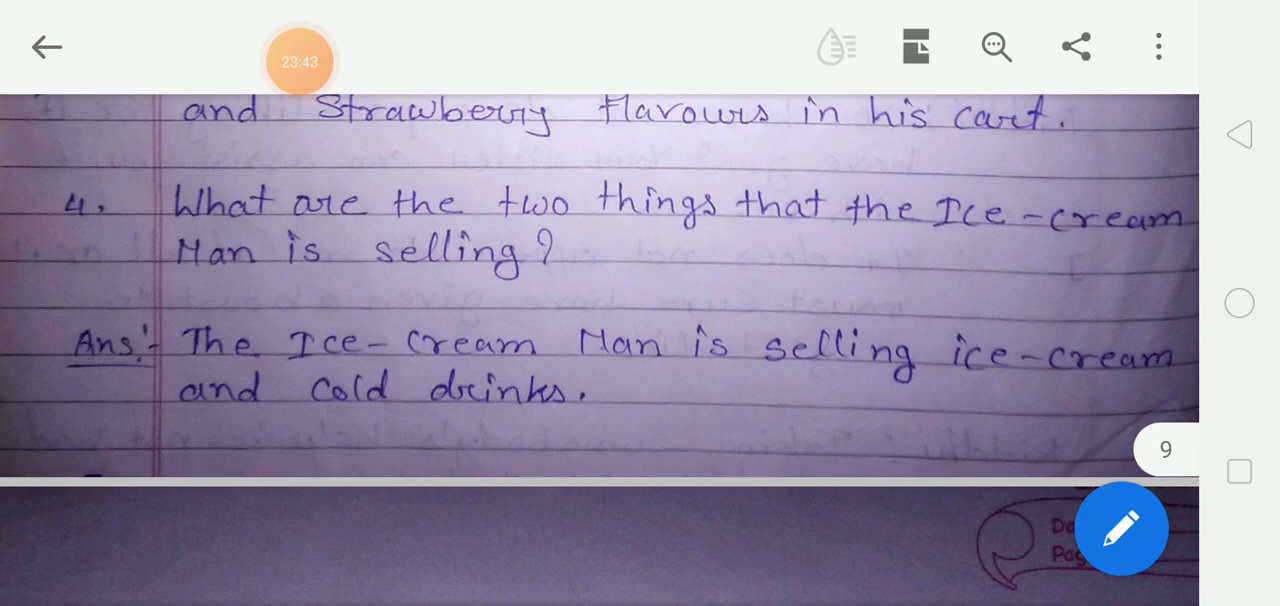 23:43
and Strawberry flavours in his cart.
4. What are the two things that the Ice-cream
Man is selling?
Ans:- The Ice-cream Man is selling ice-cream
and cold drinks.
9